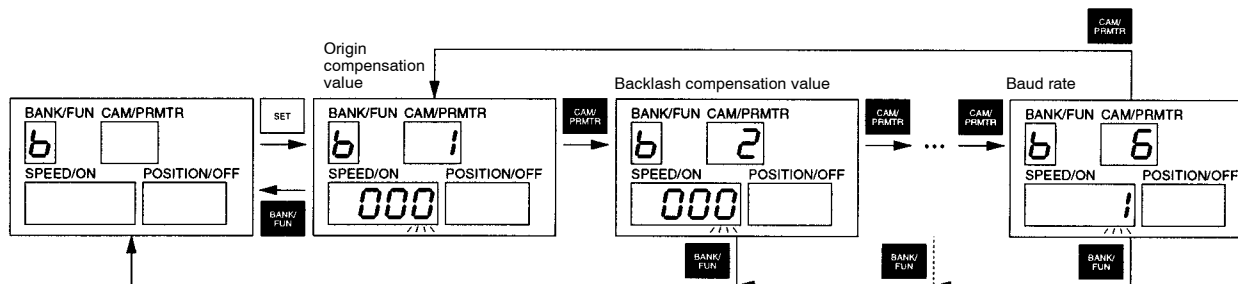 CAM/
PRMTR
Origin
compensation
value
Backlash compensation value
Baud rate
BANK/FUN CAM/PRMTR
b
SPEED/ON POSITION/OFF
SET
BANK/
FUN
BANK/FUN CAM/PRMTR
b 1
SPEED/ON POSITION/OFF
000
CAM/
PRMTR
BANK/FUN CAM/PRMTR
b 2
SPEED/ON POSITION/OFF
000
CAM/
PRMTR
...
CAM/
PRMTR
BANK/FUN CAM/PRMTR
b 6
SPEED/ON POSITION/OFF
1
BANK/
FUN
BANK/
FUN
BANK/
FUN